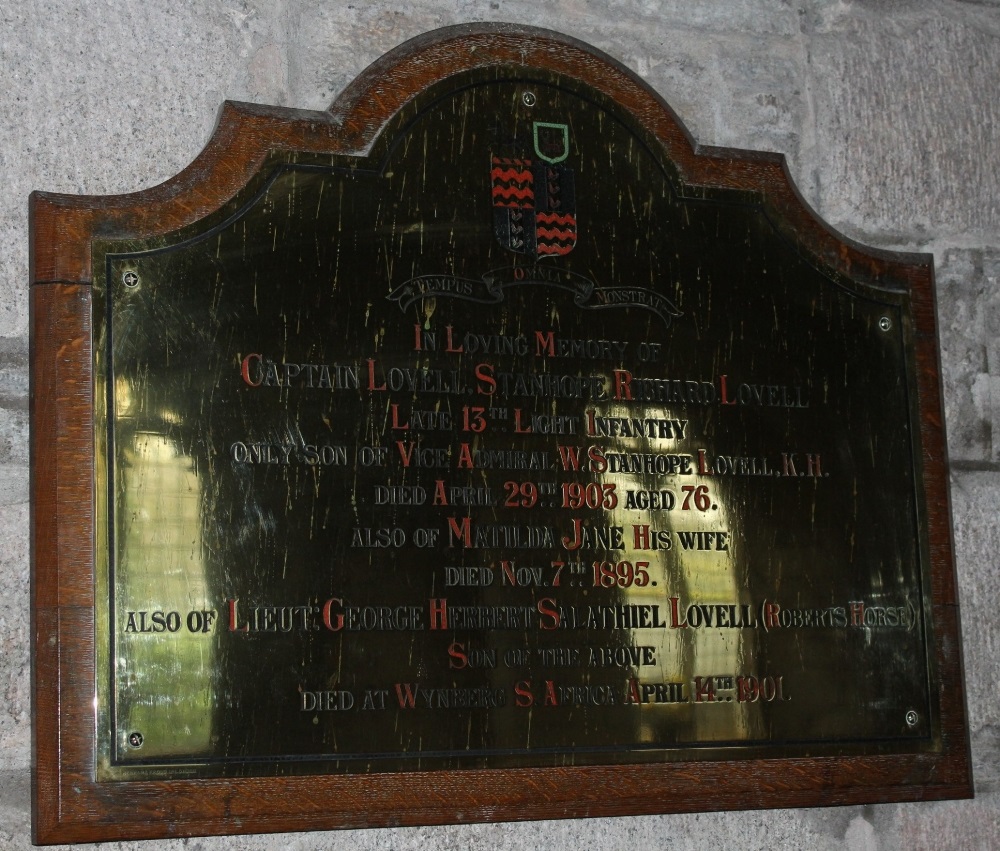 TEMPUS OMNIA MONSTRAT
IN LOVING MEMORY OF
CAPTAIN LOVELL. STANHOPE RICHARD LOVELL
LATE 13TH LIGHT INFANTRY
ONLY SON OF VICE ADMIRAL W. STANHOPE LOVELL. K.H.
DIED APRIL 29TH 1903 AGED 76.
ALSO OF MATILDA JANE HIS WIFE
DIED NOV. 7TH 1895.
ALSO OF LIEUT: GEORGE HERBERT SALATHIEL LOVELL, (ROBERTS HORSE)
SON OF THE ABOVE
DIED AT WYNBERG S. AFRICA APRIL 14TH 1901.